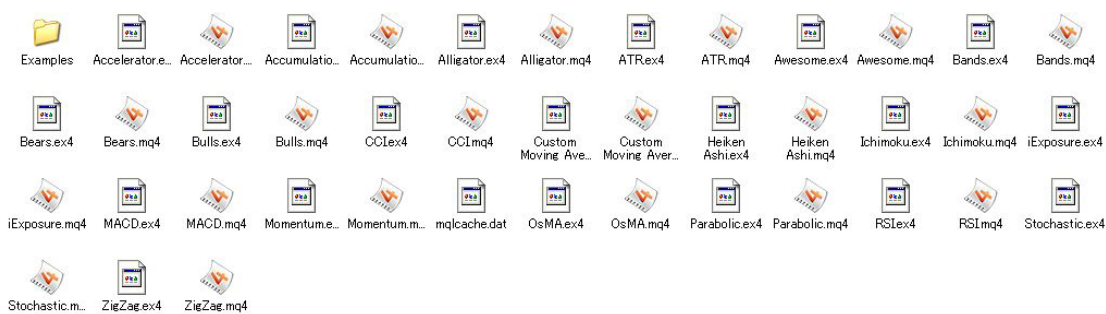 Examples Accelerator.e... Accelerator.... Accumulatio... Accumulatio... Alligator.ex4 Alligator.mq4 ATR.ex4 ATR.mq4 Awesome.ex4 Awesome.mq4 Bands.ex4 Bands.mq4
Bears.ex4 Bears.mq4 Bulls.ex4 Bulls.mq4 CCI.ex4 CCI.mq4 Custom Moving Ave... Custom Moving Aver... Heiken Ashi.ex4 Heiken Ashi.mq4 Ichimoku.ex4 Ichimoku.mq4 iExposure.ex4
iExposure.mq4 MACD.ex4 MACD.mq4 Momentum.e... Momentum.m... mqlcache.dat OsMA.ex4 OsMA.mq4 Parabolic.ex4 Parabolic.mq4 RSI.ex4 RSI.mq4 Stochastic.ex4
Stochastic.m... ZigZag.ex4 ZigZag.mq4